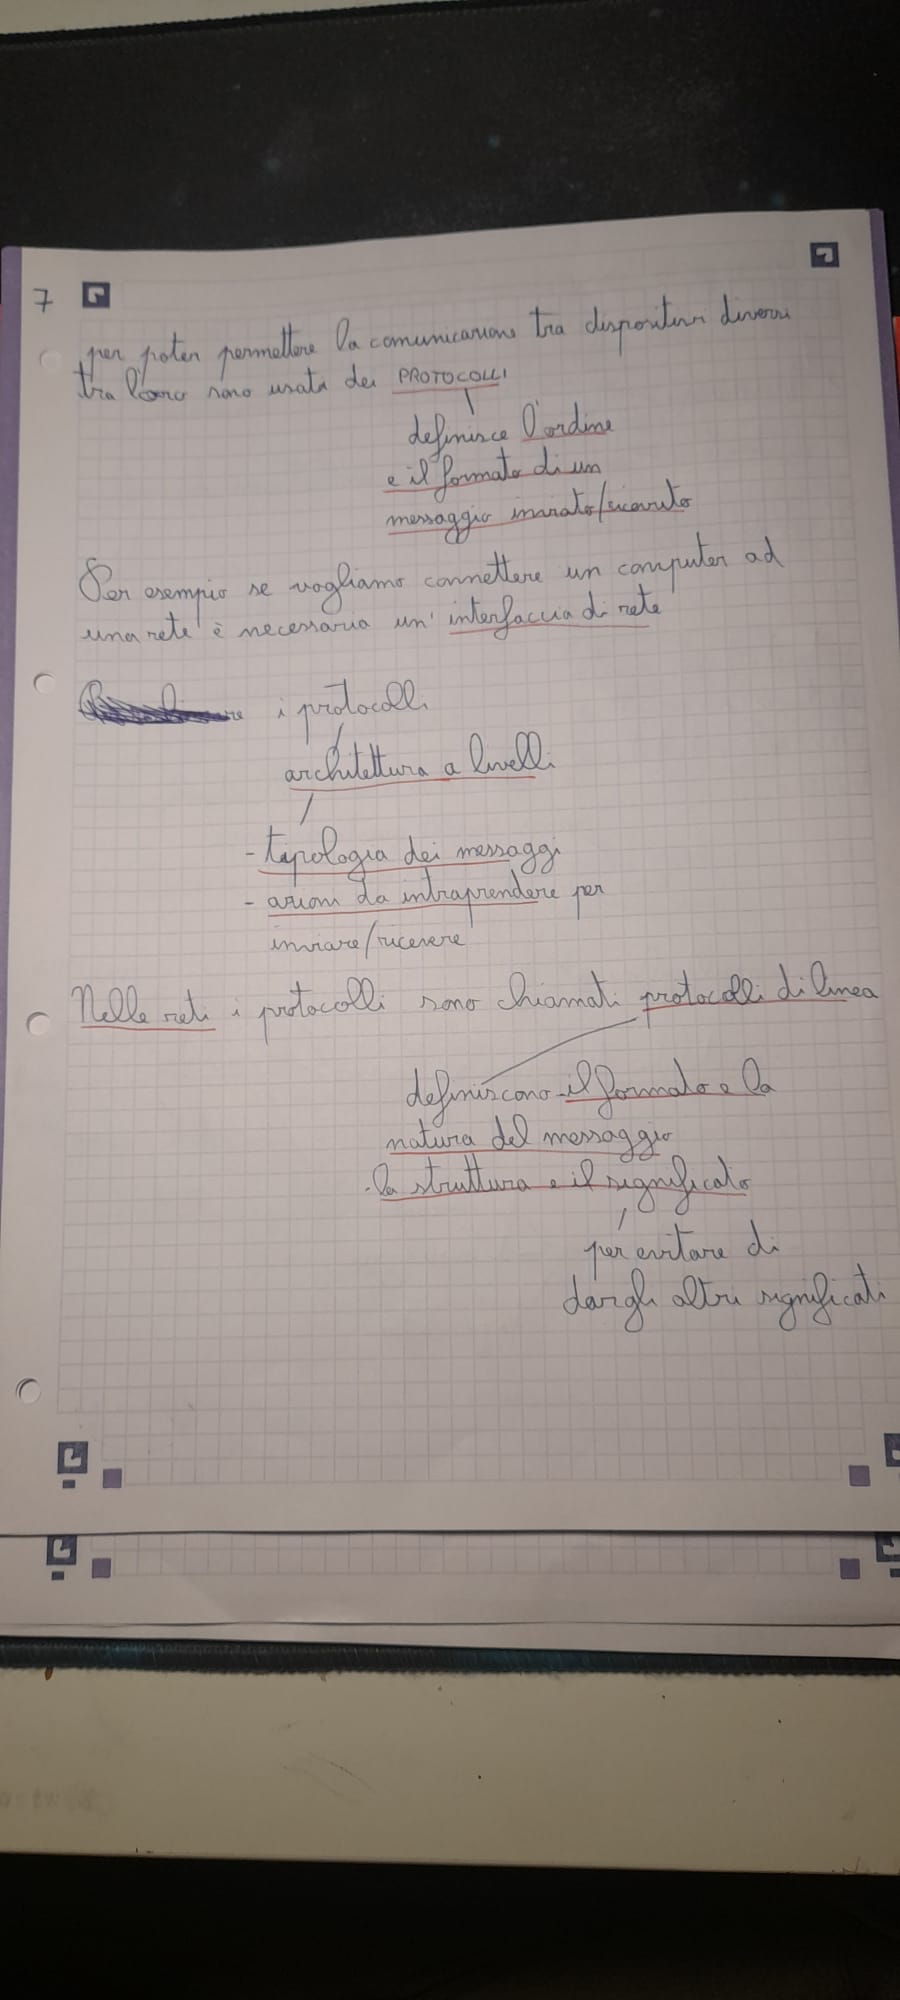 7
per poter permettere la comunicazione tra dispositivi diversi
tra loro sono usati dei PROTOCOLLI
definisce l'ordine
e il formato di un
messaggio inviato/ricevuto
Per esempio se vogliamo connettere un computer ad
una rete è necessaria un' interfaccia di rete
i protocolli
architettura a livelli
- tipologia dei messaggi
- azioni da intraprendere per
inviare/ricevere
Nelle reti i protocolli sono chiamati protocolli di linea
definiscono - il formato e la
natura del messaggio
- la struttura e il significato
per evitare di
dargli altri significati